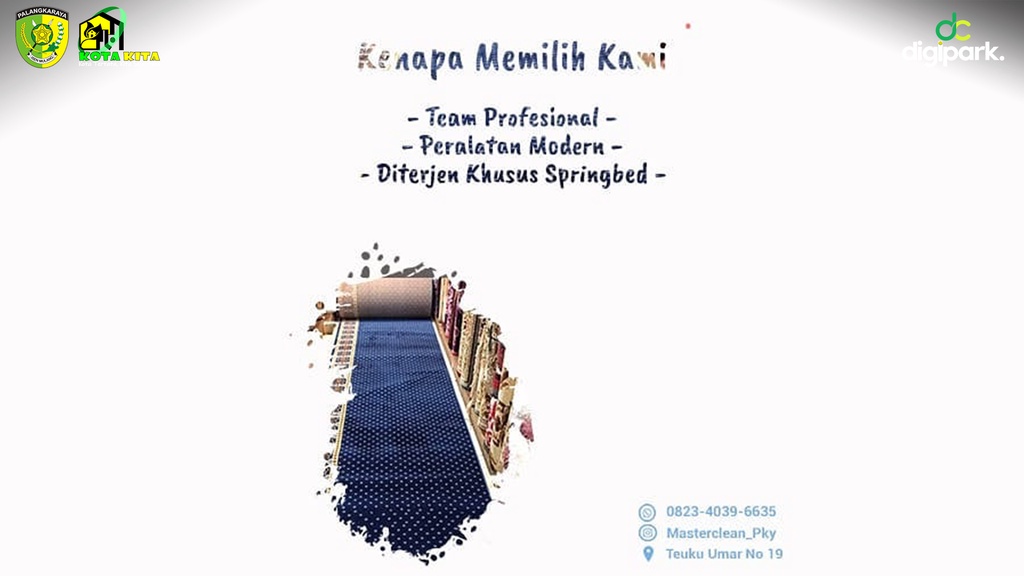 PALANGKARAYA
KOTA KITA
dc
digipark.
Kenapa Memilih Kami
- Team Profesional -
- Peralatan Modern -
- Diterjen Khusus Springbed -
0823-4039-6635
Masterclean_Pky
Teuku Umar No 19